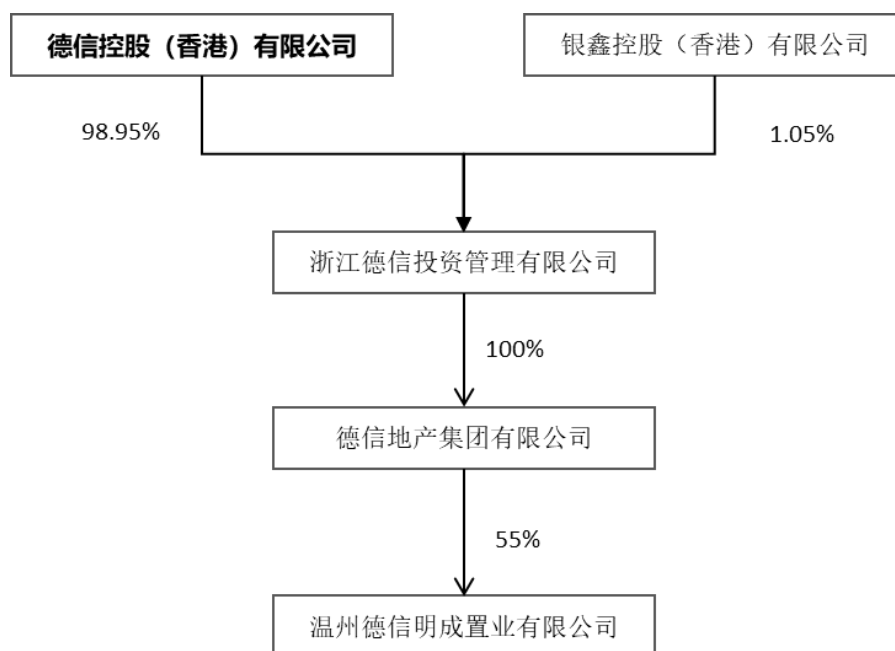 德信控股（香港）有限公司
银鑫控股（香港）有限公司
98.95%
1.05%
浙江德信投资管理有限公司
100%
德信地产集团有限公司
55%
温州德信明成置业有限公司